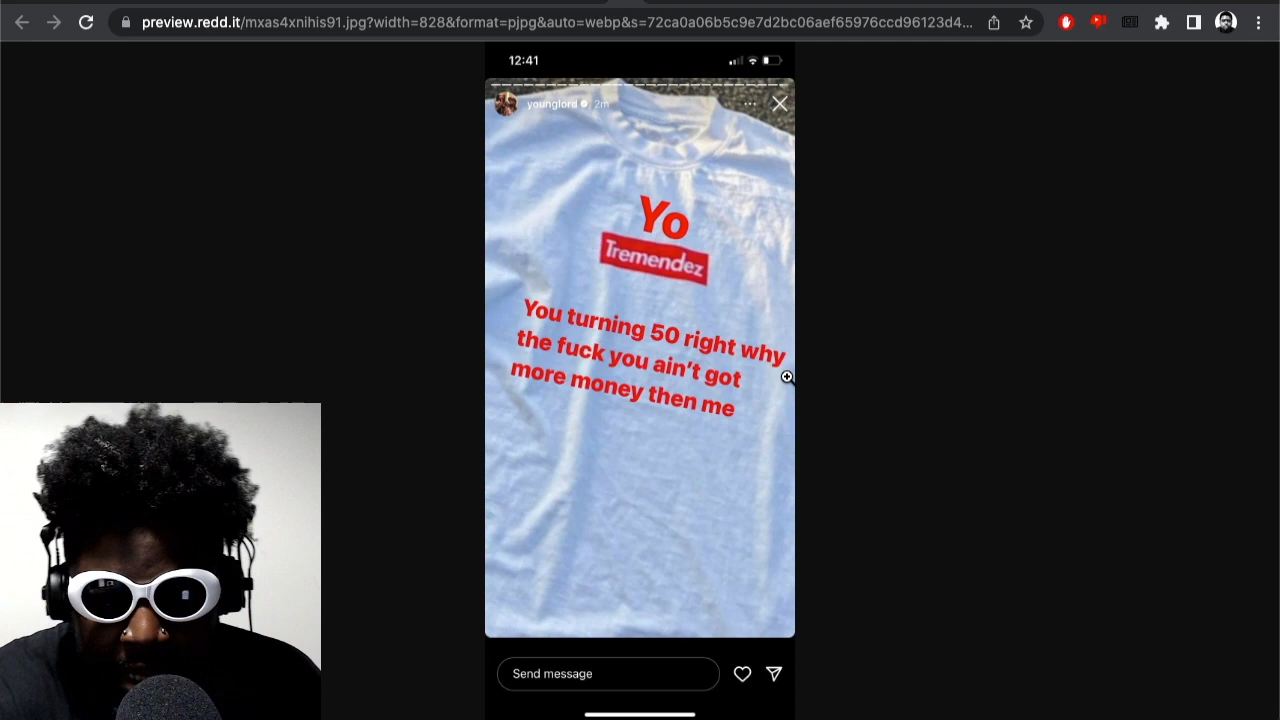 preview.redd.it/mxas4xnihis91.jpg?width=828&format=pjpg&auto=webp&s=72ca0a06b5c9e7d2bc06aef65976ccd96123d4...
12:41
younglord 2m
Yo
Tremendez
You turning 50 right why
the fuck you ain't got
more money then me
Send message